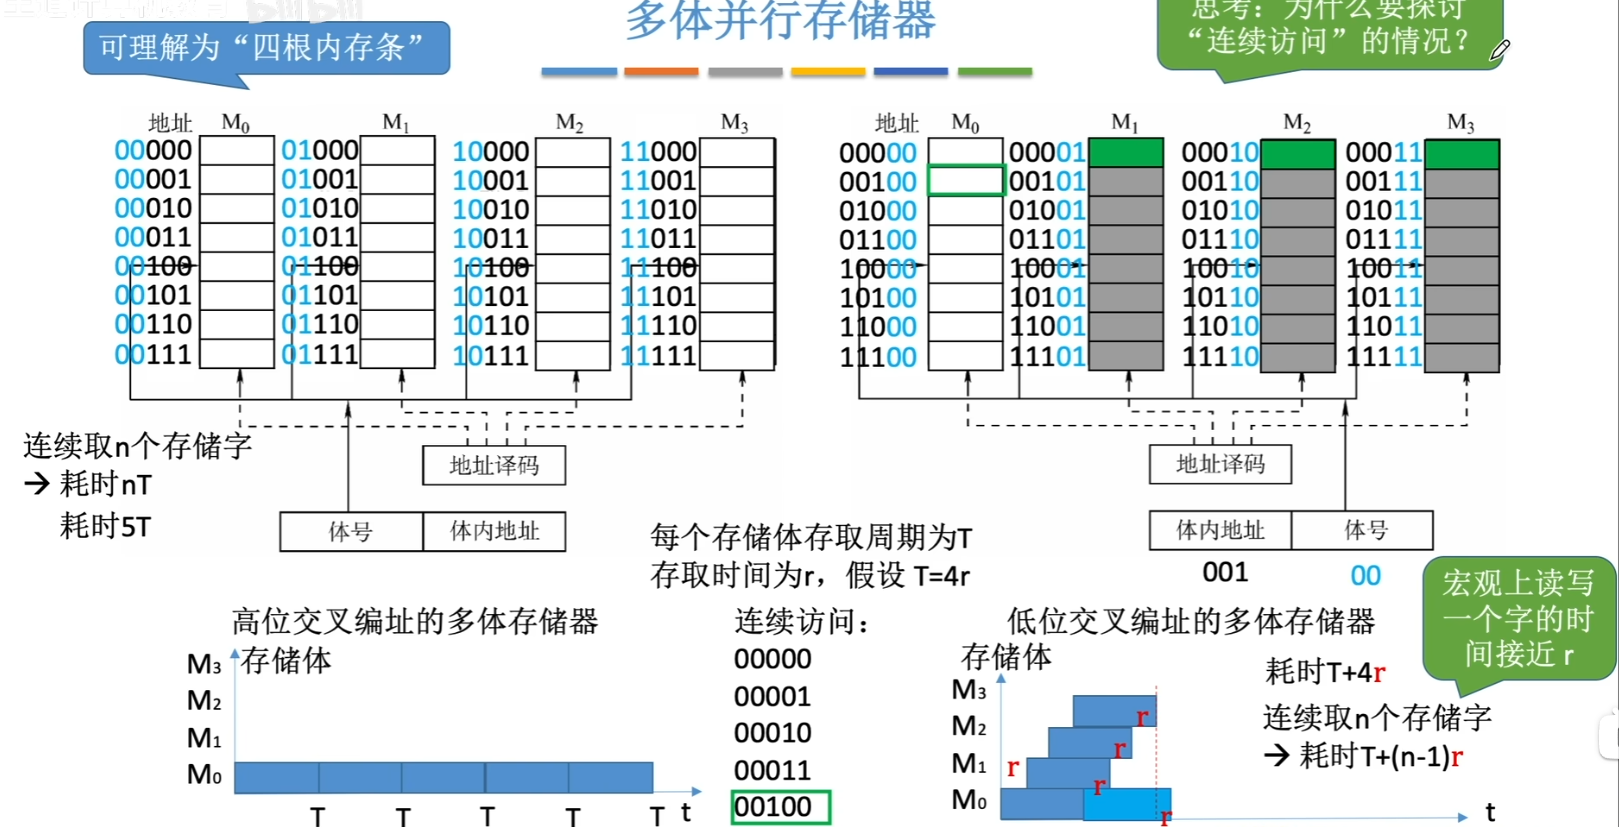 可理解为“四根内存条”
多体并行存储器
思考：为什么要探讨
“连续访问”的情况？
地址 M₀ M₁ M₂ M₃
00000 01000 10000 11000
00001 01001 10001 11001
00010 01010 10010 11010
00011 01011 10011 11011
00100 01100 10100 11100
00101 01101 10101 11101
00110 01110 10110 11110
00111 01111 10111 11111
地址译码
体号 体内地址
连续取n个存储字
→ 耗时nT
耗时5T
地址 M₀ M₁ M₂ M₃
00000 00001 00010 00011
00100 00101 00110 00111
01000 01001 01010 01011
01100 01101 01110 01111
10000 10001 10010 10011
10100 10101 10110 10111
11000 11001 11010 11011
11100 11101 11110 11111
地址译码
体内地址 体号
001 00
每个存储体存取周期为T
存取时间为r，假设 T=4r
宏观上读写
一个字的时
间接近 r
高位交叉编址的多体存储器
存储体
M₃
M₂
M₁
M₀
T T T T T t
连续访问：
00000
00001
00010
00011
00100
低位交叉编址的多体存储器
存储体
M₃ r
M₂ r
M₁ r r
M₀ r t
耗时T+4r
连续取n个存储字
→ 耗时T+(n-1)r